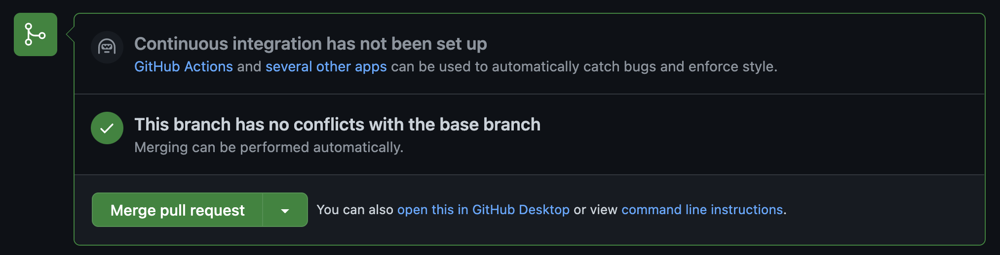 Continuous integration has not been set up
GitHub Actions and several other apps can be used to automatically catch bugs and enforce style.
This branch has no conflicts with the base branch
Merging can be performed automatically.
Merge pull request
You can also open this in GitHub Desktop or view command line instructions.